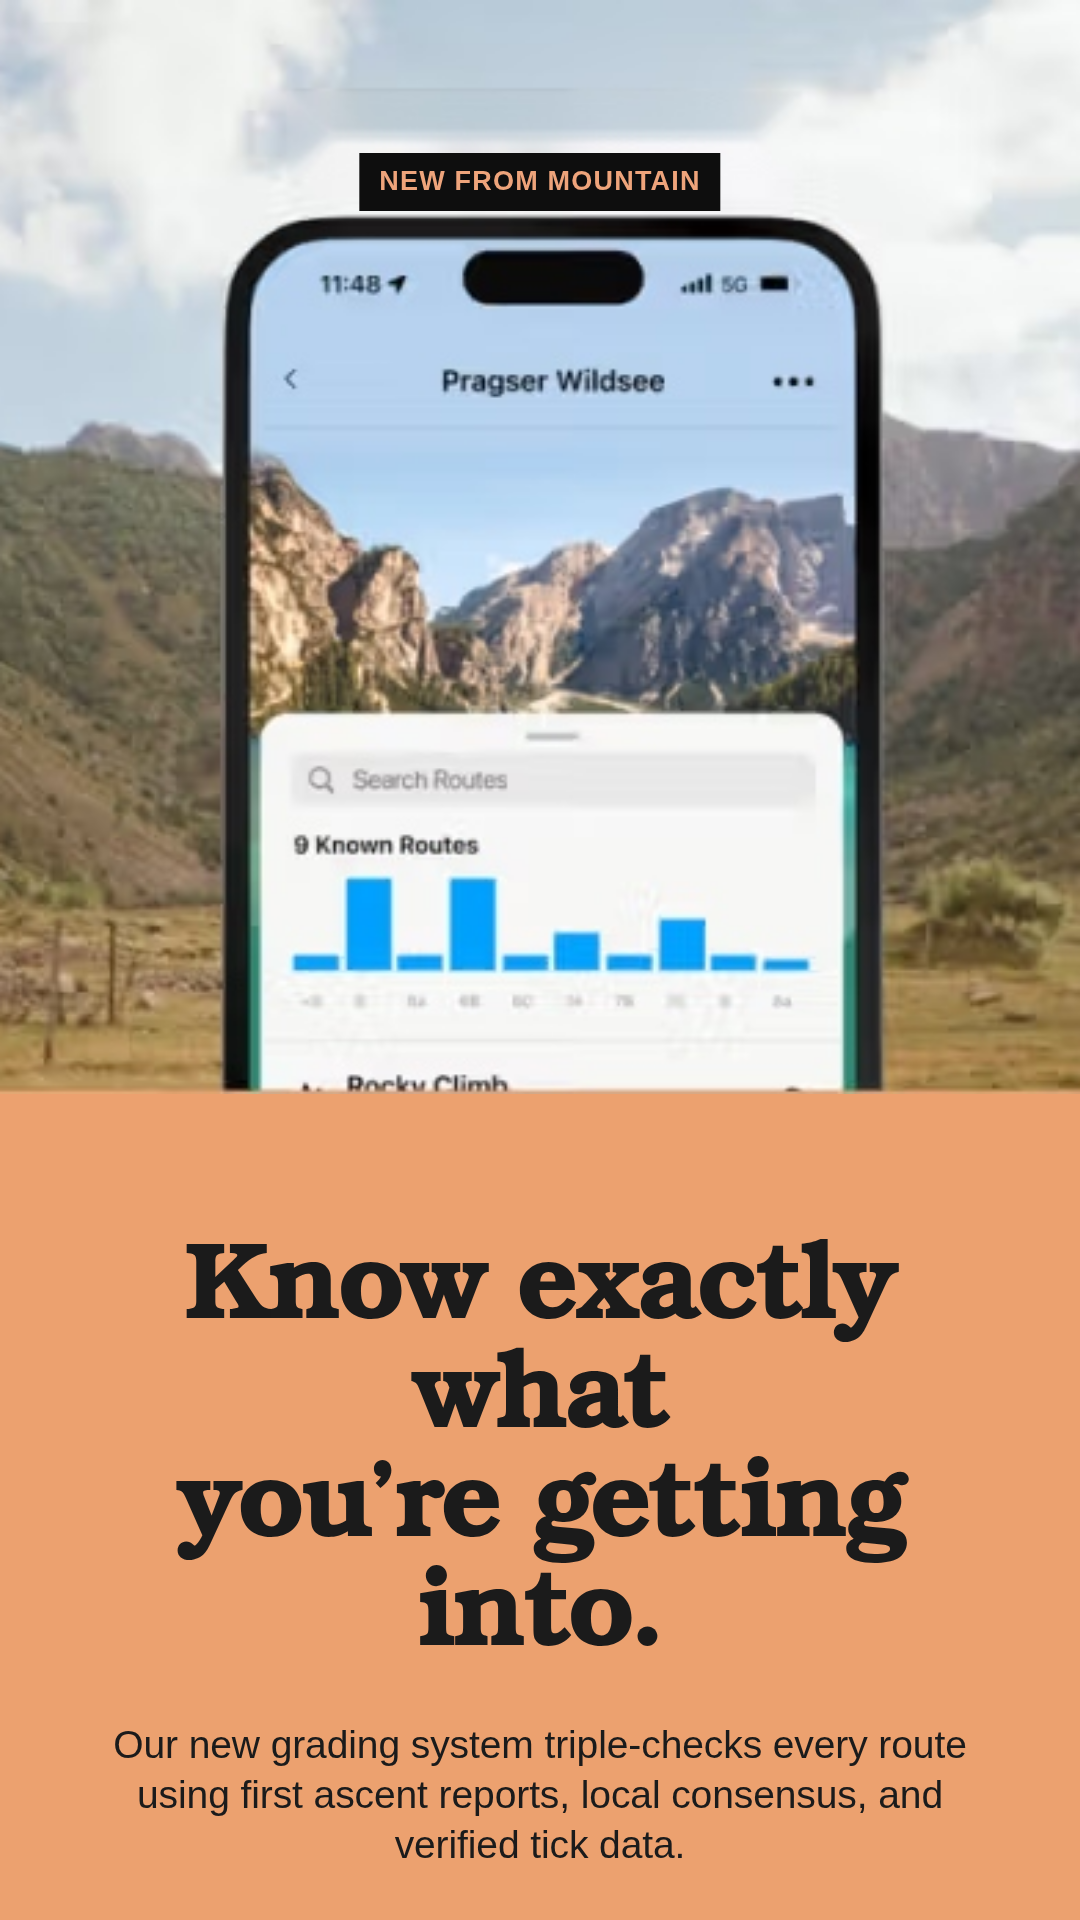 NEW FROM MOUNTAIN
11:48 5G
Pragser Wildsee
Search Routes
9 Known Routes
6B
Rocky Climb
Know exactly
what
you’re getting
into.
Our new grading system triple-checks every route
using first ascent reports, local consensus, and
verified tick data.